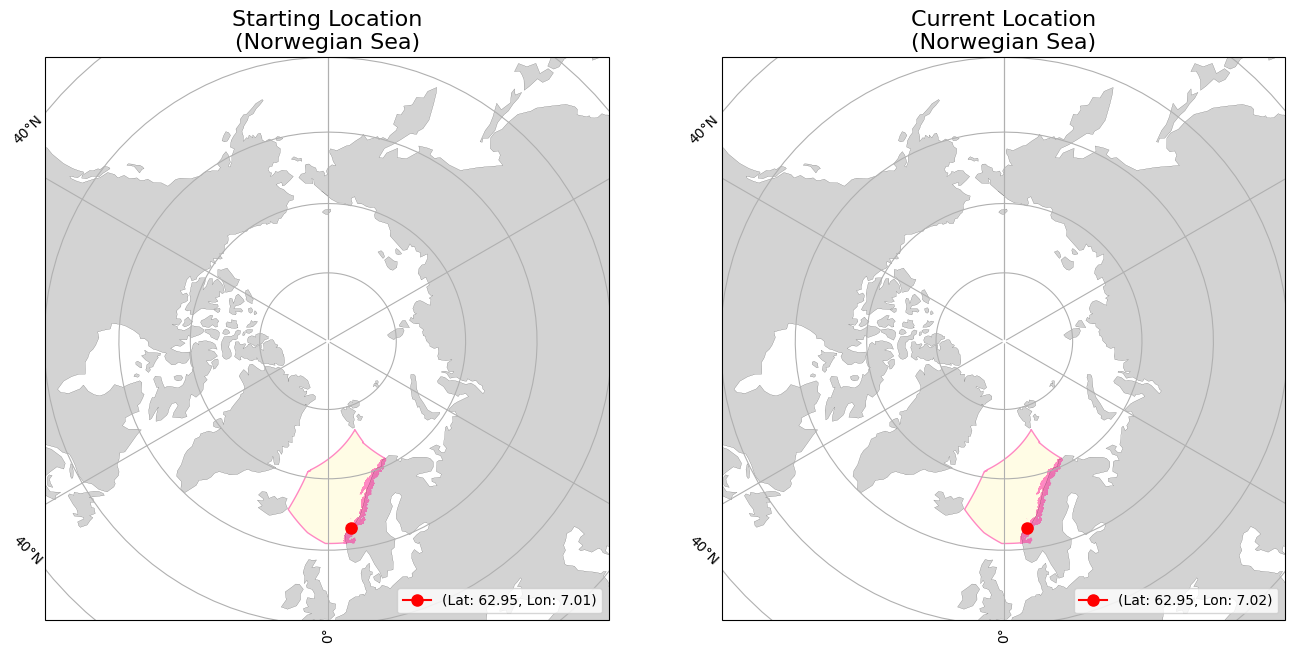 Starting Location
(Norwegian Sea)
40°N
40°N
0°
(Lat: 62.95, Lon: 7.01)
Current Location
(Norwegian Sea)
40°N
40°N
0°
(Lat: 62.95, Lon: 7.02)